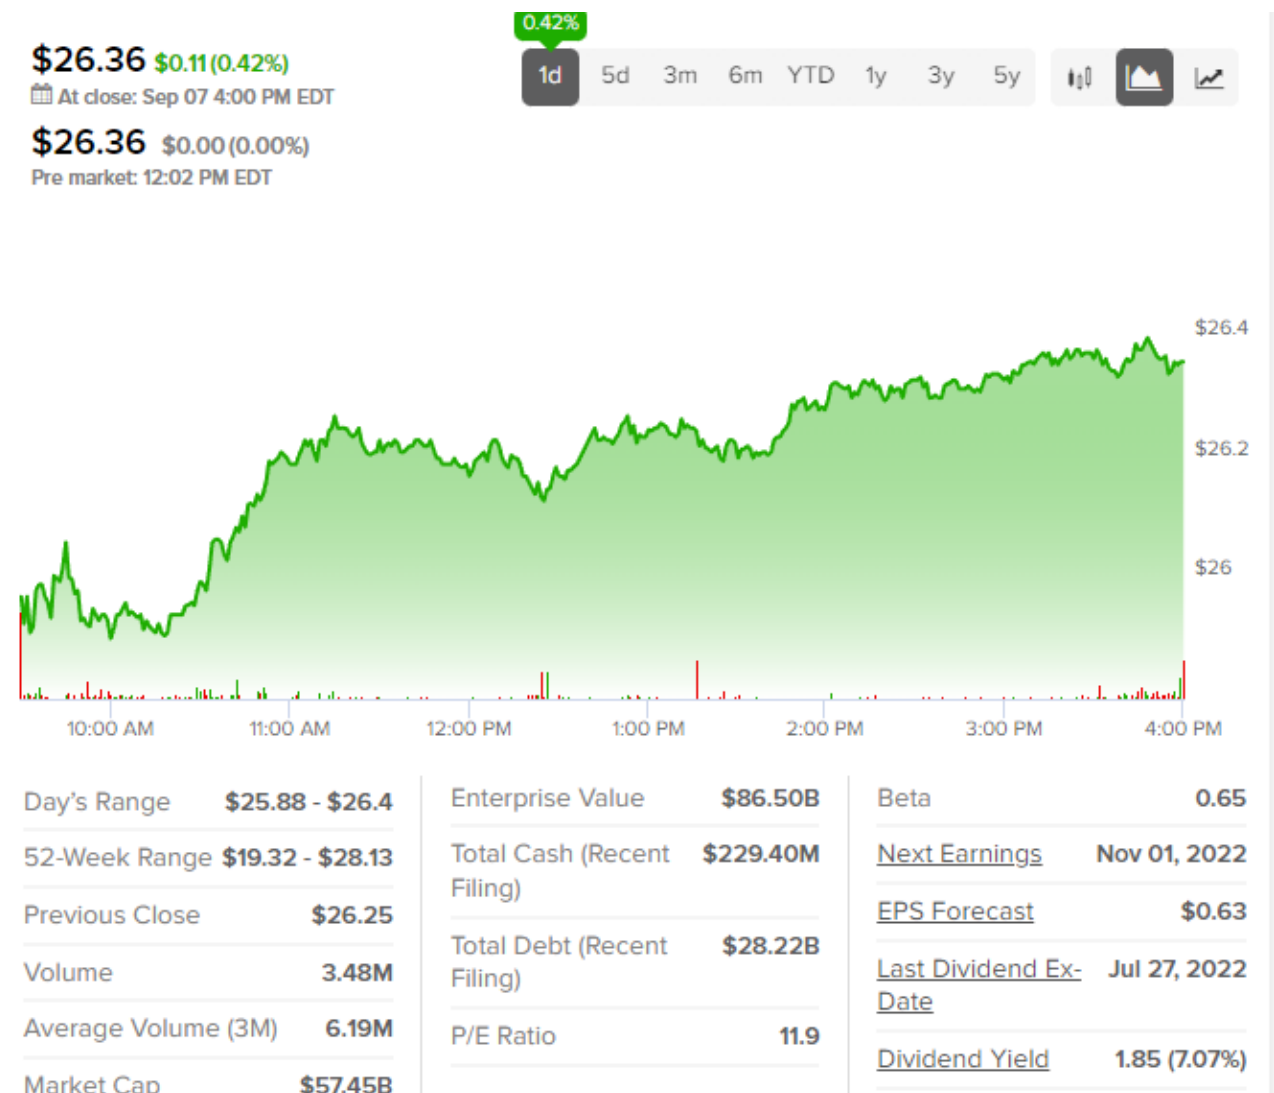 0.42%
$26.36 $0.11 (0.42%)
At close: Sep 07 4:00 PM EDT
1d 5d 3m 6m YTD 1y 3y 5y
$26.36 $0.00 (0.00%)
Pre market: 12:02 PM EDT
$26.4
$26.2
$26
10:00 AM 11:00 AM 12:00 PM 1:00 PM 2:00 PM 3:00 PM 4:00 PM
Day's Range $25.88 - $26.4
52-Week Range $19.32 - $28.13
Previous Close $26.25
Volume 3.48M
Average Volume (3M) 6.19M
Market Cap $57.45B
Enterprise Value $86.50B
Total Cash (Recent $229.40M
Filing)
Total Debt (Recent $28.22B
Filing)
P/E Ratio 11.9
Beta 0.65
Next Earnings Nov 01, 2022
EPS Forecast $0.63
Last Dividend Ex- Jul 27, 2022
Date
Dividend Yield 1.85 (7.07%)